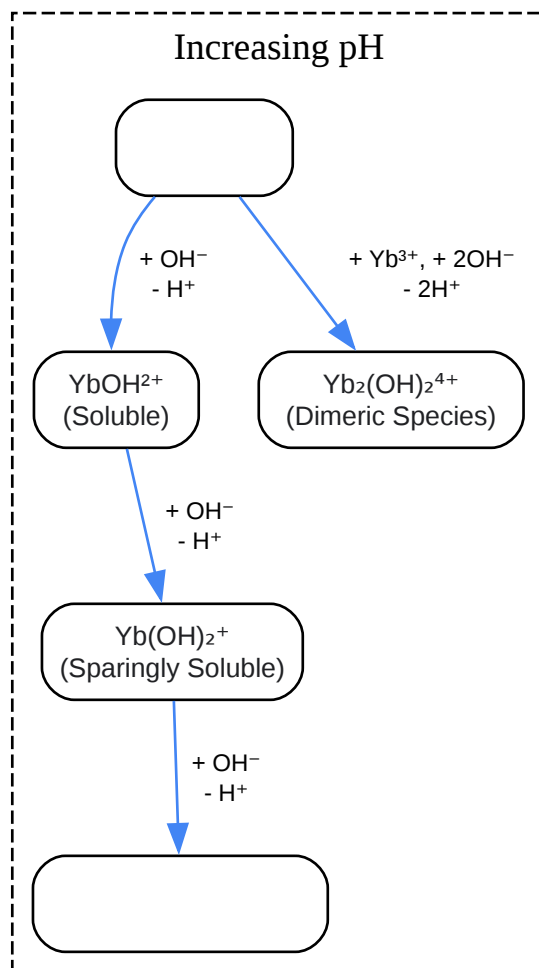 Increasing pH
+ OH⁻
- H⁺
+ Yb³⁺, + 2OH⁻
- 2H⁺
YbOH²⁺
(Soluble)
Yb₂(OH)₂⁴⁺
(Dimeric Species)
+ OH⁻
- H⁺
Yb(OH)₂⁺
(Sparingly Soluble)
+ OH⁻
- H⁺